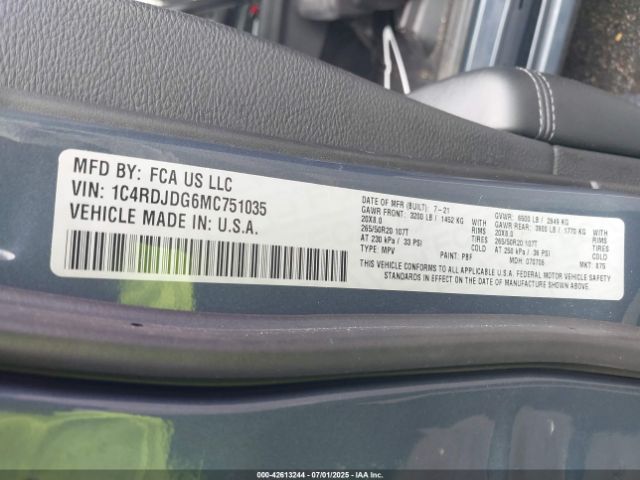 MFD BY: FCA US LLC
VIN: 1C4RDJDG6MC751035
VEHICLE MADE IN: U.S.A.
DATE OF MFR (BUILT): 7-21
GAWR FRONT: 3200 LB / 1452 KG
20X8.0 RIMS
265/50R20 107T TIRES
AT 230 kPa / 33 PSI COLD
TYPE: MPV
GVWR: 6500 LB / 2948 KG
GAWR REAR: 3900 LB / 1770 KG
20X8.0 RIMS
265/50R20 107T TIRES
AT 250 kPa / 36 PSI COLD
PAINT: PBF MDH: 070706 MKT: 875
THIS VEHICLE CONFORMS TO ALL APPLICABLE U.S.A. FEDERAL MOTOR VEHICLE SAFETY
STANDARDS IN EFFECT ON THE DATE OF MANUFACTURE SHOWN ABOVE.
000-42613244 - 07/01/2025 - IAAI.com